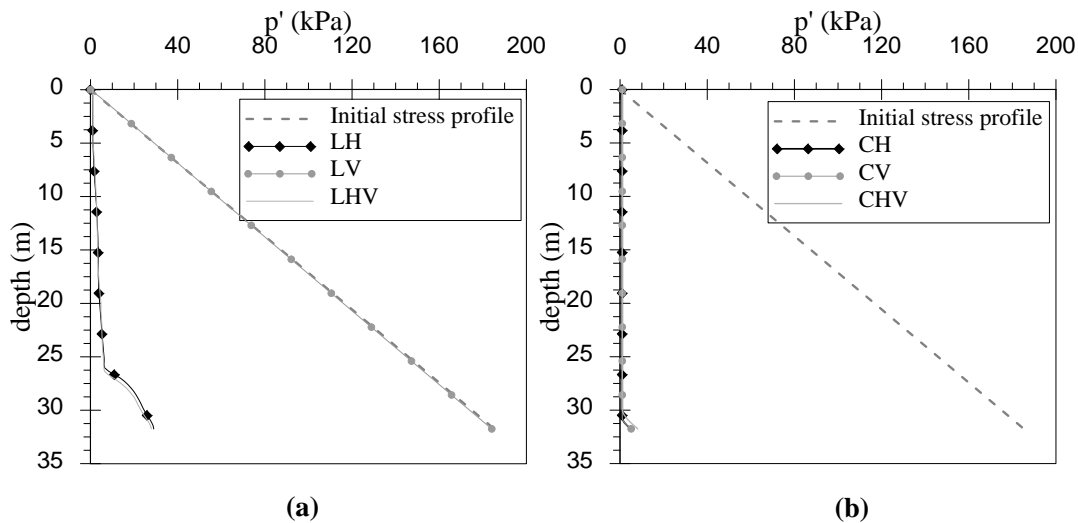 p' (kPa)
0 40 80 120 160 200
0
5
10
15
20
25
30
35
depth (m)
Initial stress profile
LH
LV
LHV
(a)
p' (kPa)
0 40 80 120 160 200
0
5
10
15
20
25
30
35
depth (m)
Initial stress profile
CH
CV
CHV
(b)